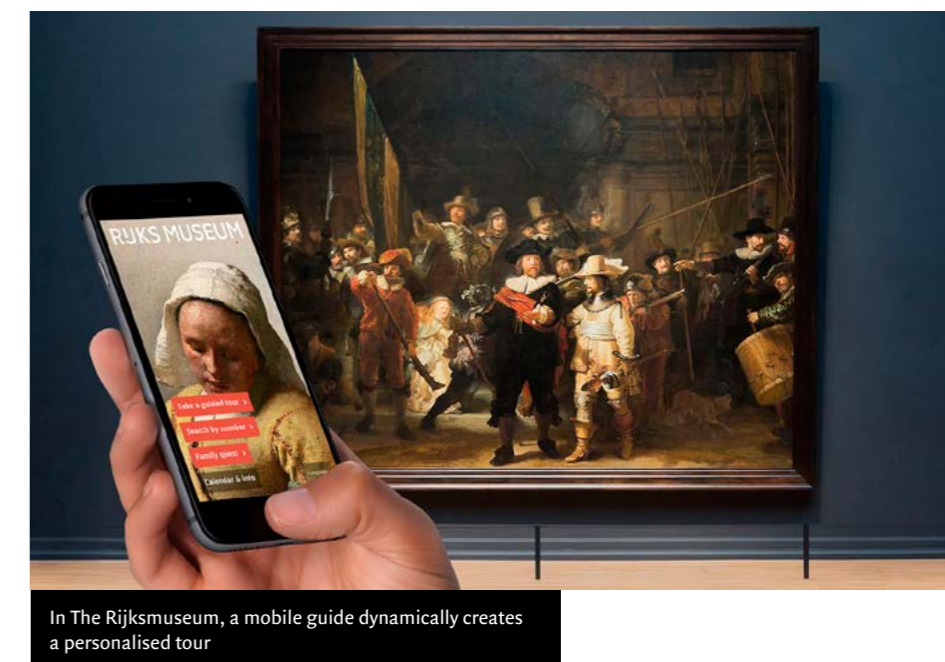 RIJKS MUSEUM
Take a guided tour >
Search by number >
Family quest >
Calendar & info
In The Rijksmuseum, a mobile guide dynamically creates
a personalised tour